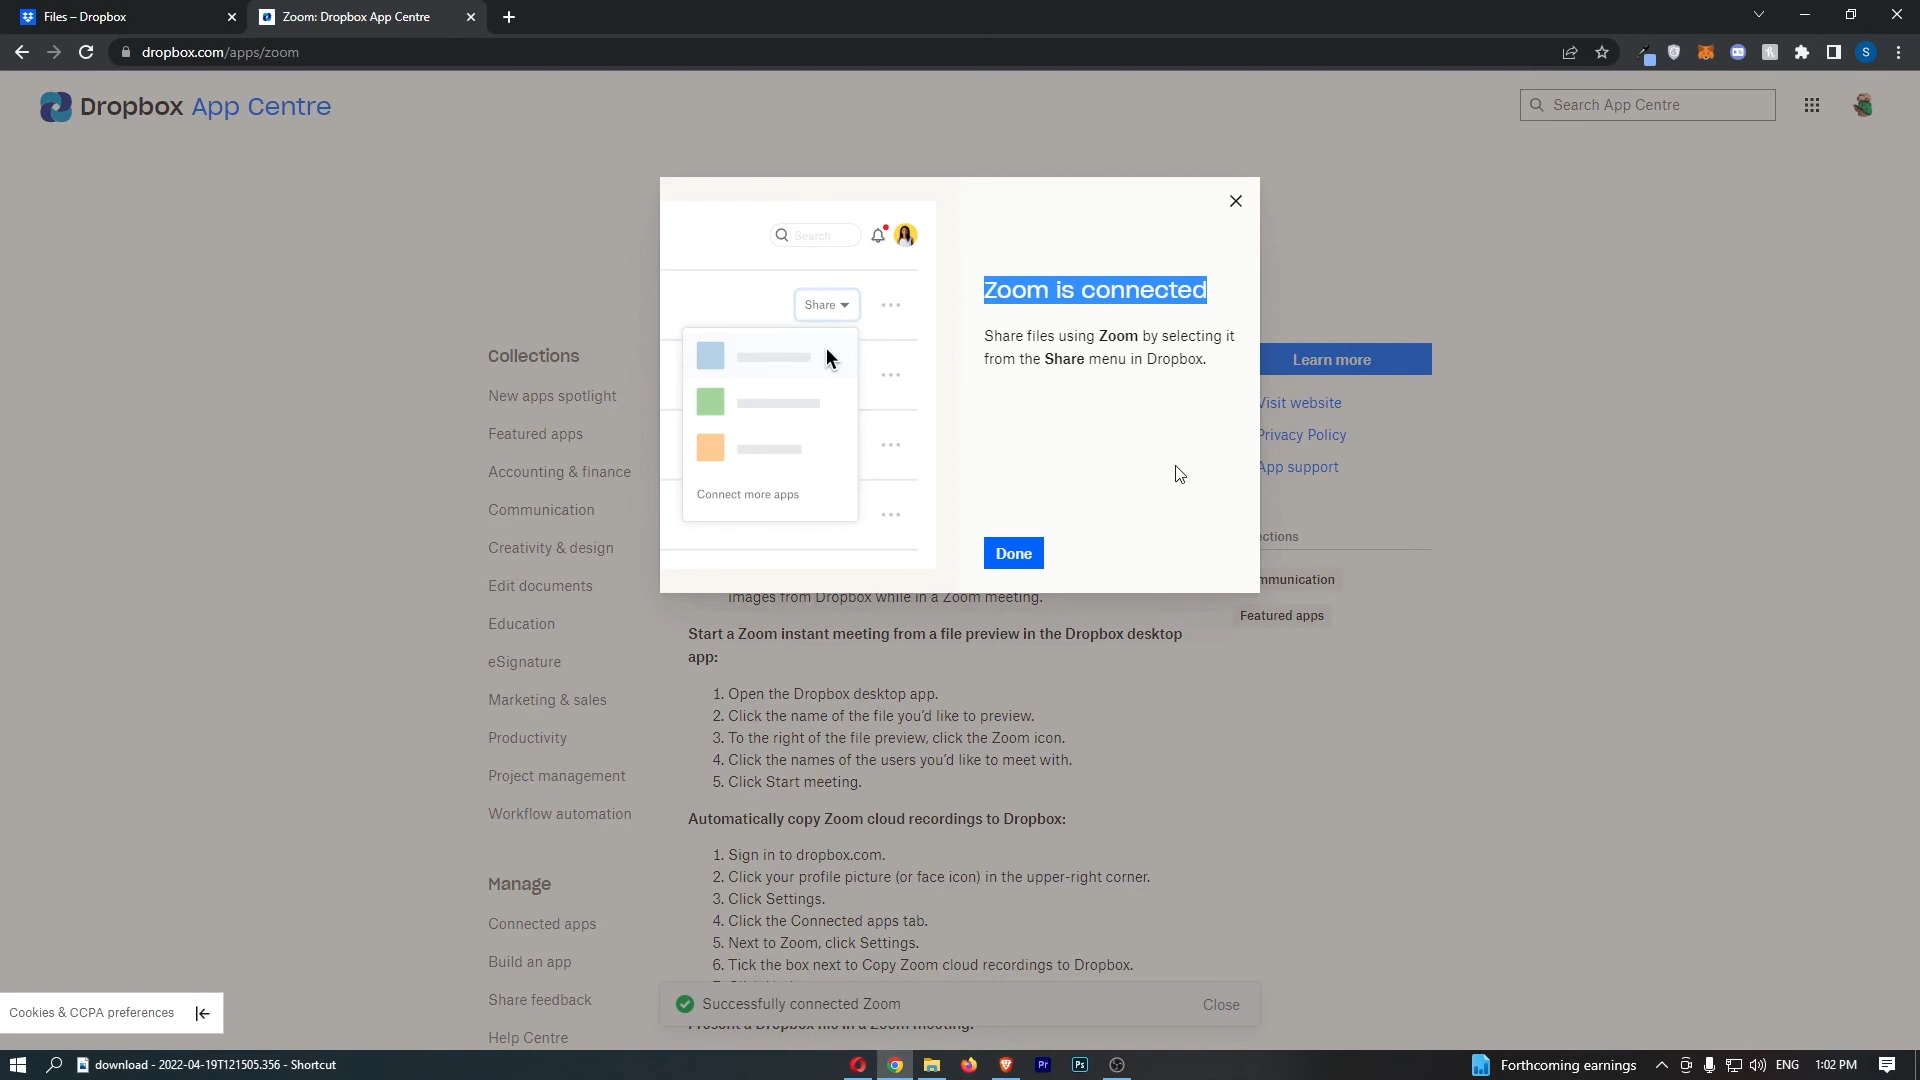 Files – Dropbox
Zoom: Dropbox App Centre
dropbox.com/apps/zoom
S
Dropbox App Centre
Search App Centre
Search
Share
Connect more apps
Zoom is connected
Share files using Zoom by selecting it
from the Share menu in Dropbox.
Done
Collections
New apps spotlight
Featured apps
Accounting & finance
Communication
Creativity & design
Edit documents
Education
eSignature
Marketing & sales
Productivity
Project management
Workflow automation
Manage
Connected apps
Build an app
Share feedback
Help Centre
Learn more
Visit website
Privacy Policy
App support
ections
mmunication
Featured apps
images from Dropbox while in a Zoom meeting.
Start a Zoom instant meeting from a file preview in the Dropbox desktop
app:
1. Open the Dropbox desktop app.
2. Click the name of the file you'd like to preview.
3. To the right of the file preview, click the Zoom icon.
4. Click the names of the users you'd like to meet with.
5. Click Start meeting.
Automatically copy Zoom cloud recordings to Dropbox:
1. Sign in to dropbox.com.
2. Click your profile picture (or face icon) in the upper-right corner.
3. Click Settings.
4. Click the Connected apps tab.
5. Next to Zoom, click Settings.
6. Tick the box next to Copy Zoom cloud recordings to Dropbox.
Successfully connected Zoom
Close
Present a Dropbox file in a Zoom meeting:
Cookies & CCPA preferences
download - 2022-04-19T121505.356 - Shortcut
Pr
Ps
Forthcoming earnings
ENG
1:02 PM